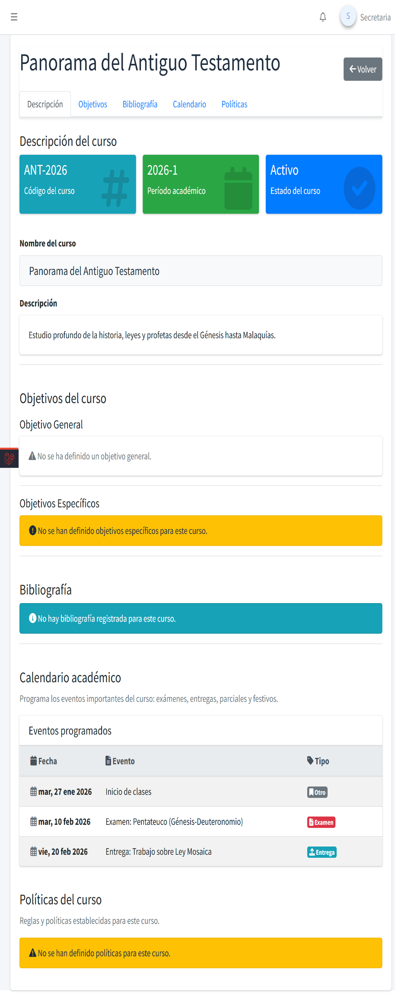 S Secretaria
Panorama del Antiguo Testamento
Volver
Descripción Objetivos Bibliografía Calendario Políticas
Descripción del curso
ANT-2026
Código del curso
2026-1
Período académico
Activo
Estado del curso
Nombre del curso
Panorama del Antiguo Testamento
Descripción
Estudio profundo de la historia, leyes y profetas desde el Génesis hasta Malaquías.
Objetivos del curso
Objetivo General
No se ha definido un objetivo general.
Objetivos Específicos
No se han definido objetivos específicos para este curso.
Bibliografía
No hay bibliografía registrada para este curso.
Calendario académico
Programa los eventos importantes del curso: exámenes, entregas, parciales y festivos.
Eventos programados
Fecha Evento Tipo
mar, 27 ene 2026 Inicio de clases Otro
mar, 10 feb 2026 Examen: Pentateuco (Génesis-Deuteronomio) Examen
vie, 20 feb 2026 Entrega: Trabajo sobre Ley Mosaica Entrega
Políticas del curso
Reglas y políticas establecidas para este curso.
No se han definido políticas para este curso.